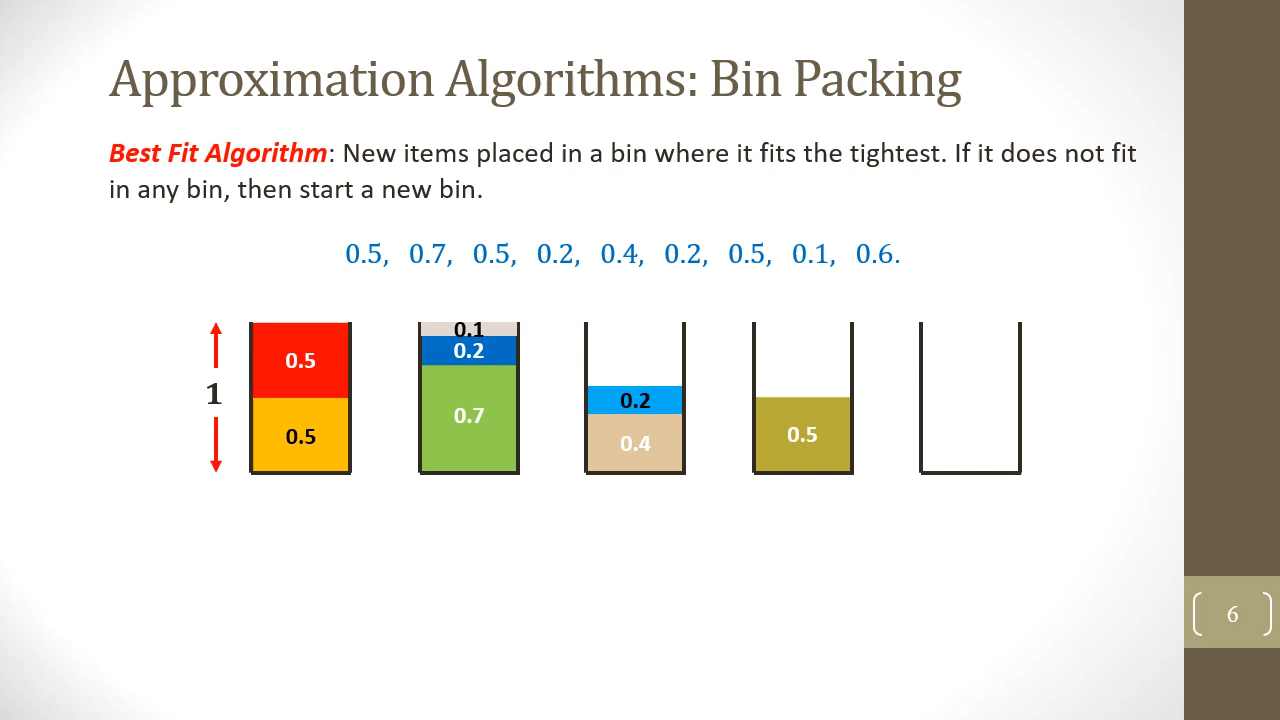 Approximation Algorithms: Bin Packing
Best Fit Algorithm: New items placed in a bin where it fits the tightest. If it does not fit
in any bin, then start a new bin.
0.5, 0.7, 0.5, 0.2, 0.4, 0.2, 0.5, 0.1, 0.6.
1
0.5
0.5
0.1
0.2
0.7
0.2
0.4
0.5
6